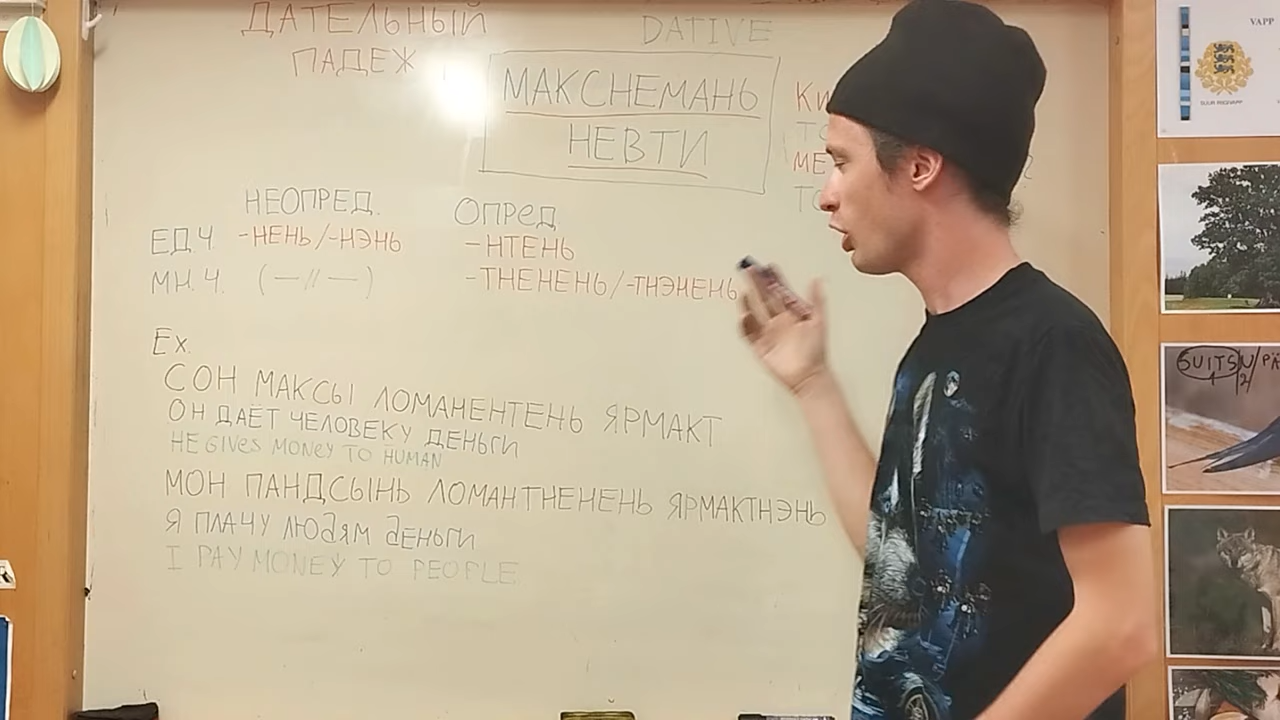 ДАТЕЛЬНЫЙ
ПАДЕЖ
DATIVE
МАКСНЕМАНЬ
НЕВТИ
НЕОПРЕД.
ОПРЕД
ЕД.Ч. -НЕНЬ/-НЭНЬ
-НТЕНЬ
МН.Ч. (—//—)
-ТНЕНЕНЬ/-ТНЭНЕНЬ
Ex.
СОН МАКСЫ ЛОМАНЕНТЕНЬ ЯРМАКТ
ОН ДАЁТ ЧЕЛОВЕКУ ДЕНЬГИ
HE GIVES MONEY TO HUMAN
МОН ПАНДСЫНЬ ЛОМАНТНЕНЕНЬ ЯРМАКТНЭНЬ
Я ПЛАЧУ ЛЮДЯМ ДЕНЬГИ
I PAY MONEY TO PEOPLE
VAPP
SUUR RIIGIVAPP